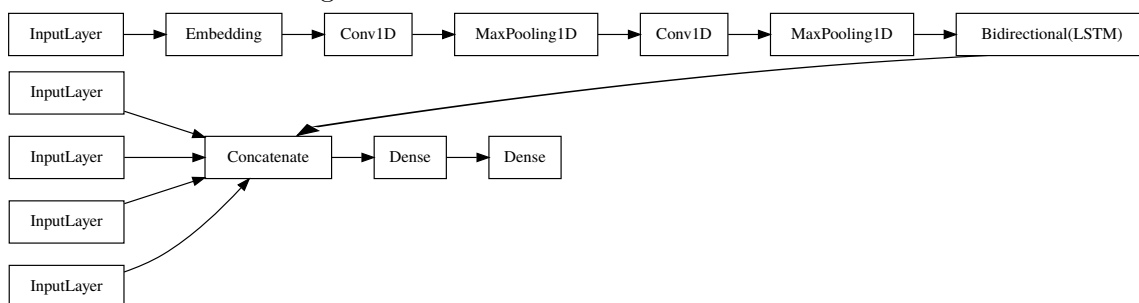 InputLayer
Embedding
Conv1D
MaxPooling1D
Conv1D
MaxPooling1D
Bidirectional(LSTM)
InputLayer
InputLayer
Concatenate
Dense
Dense
InputLayer
InputLayer